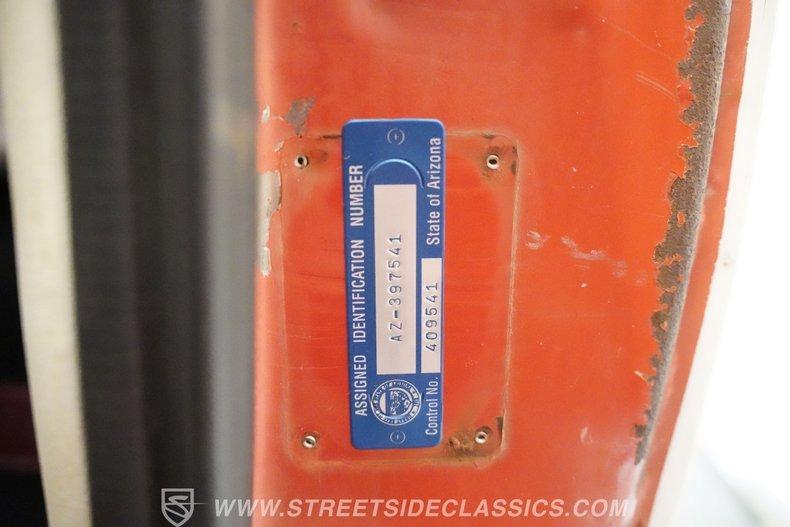 ASSIGNED IDENTIFICATION NUMBER
AZ-397541
Control No. 409541 State of Arizona
WWW.STREETSIDECLASSICS.COM